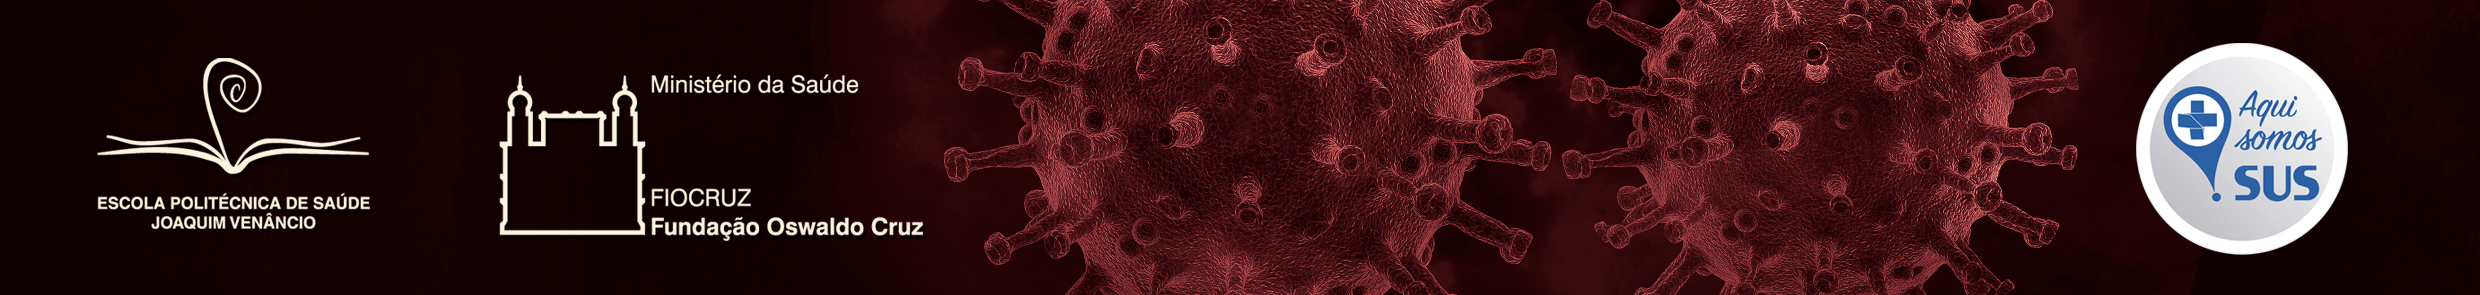 ESCOLA POLITÉCNICA DE SAÚDE
JOAQUIM VENÂNCIO
Ministério da Saúde
FIOCRUZ
Fundação Oswaldo Cruz
Aqui
somos
SUS